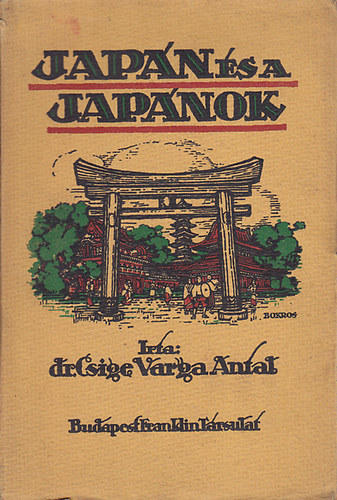 JAPÁN ÉS A
JAPÁNOK
BOKROS
Irta:
dr. Csige Varga Antal
Budapest Franklin Társulat